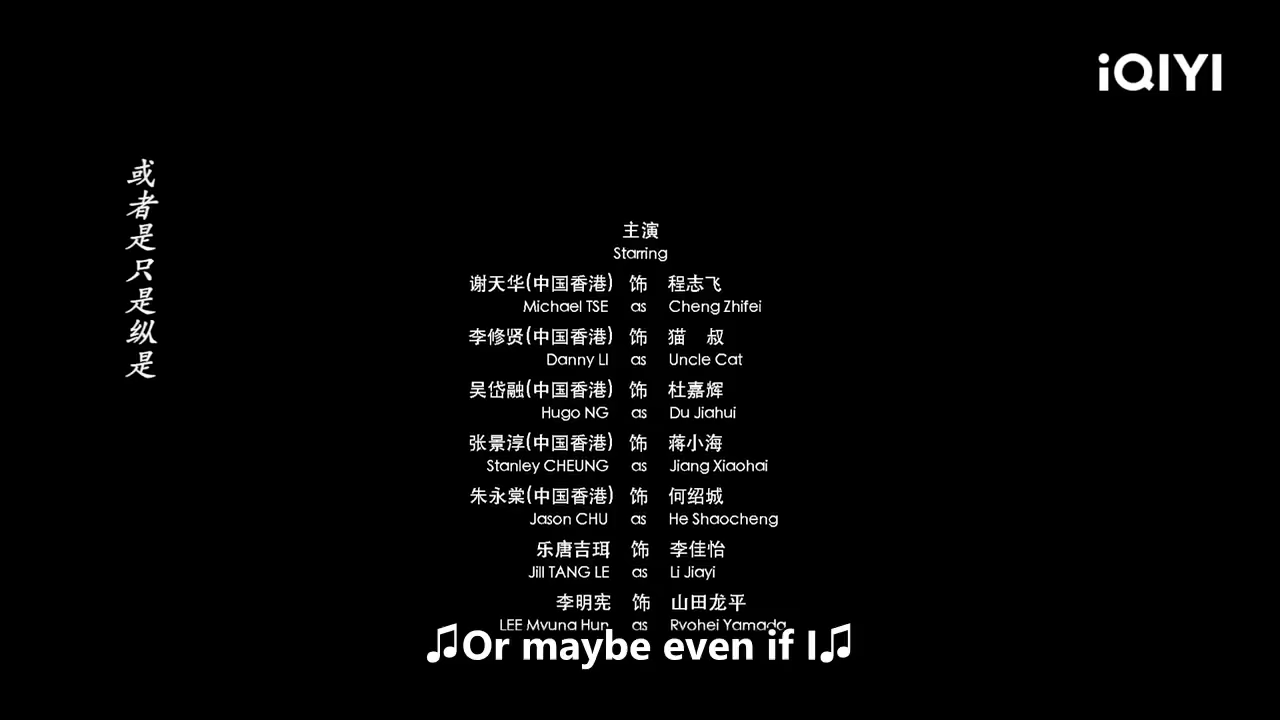 iQIYI
或者是只是纵是
主演
Starring
谢天华(中国香港) 饰 程志飞
Michael TSE as Cheng Zhifei
李修贤(中国香港) 饰 猫 叔
Danny LI as Uncle Cat
吴岱融(中国香港) 饰 杜嘉辉
Hugo NG as Du Jiahui
张景淳(中国香港) 饰 蒋小海
Stanley CHEUNG as Jiang Xiaohai
朱永棠(中国香港) 饰 何绍城
Jason CHU as He Shaocheng
乐唐吉珥 饰 李佳怡
Jill TANG LE as Li Jiayi
李明宪 饰 山田龙平
LEE Myung Hun as Ryohei Yamada
♫Or maybe even if I♫